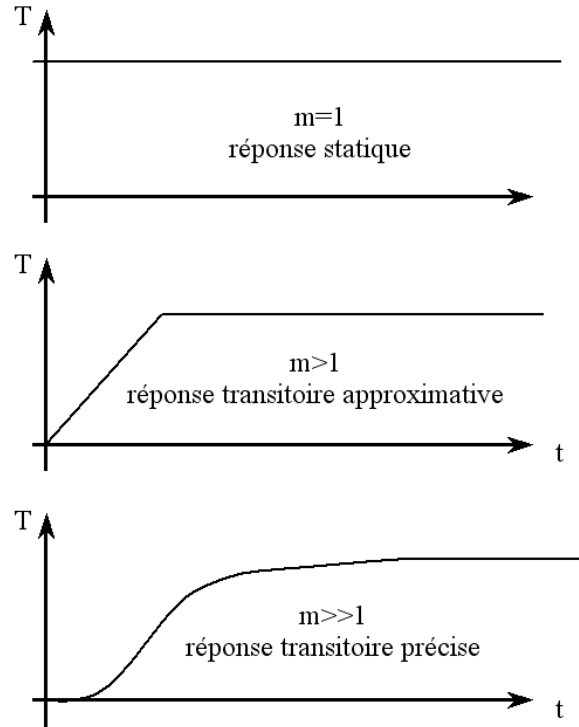 T
m=1
réponse statique
T
m>1
réponse transitoire approximative
t
T
m>>1
réponse transitoire précise
t